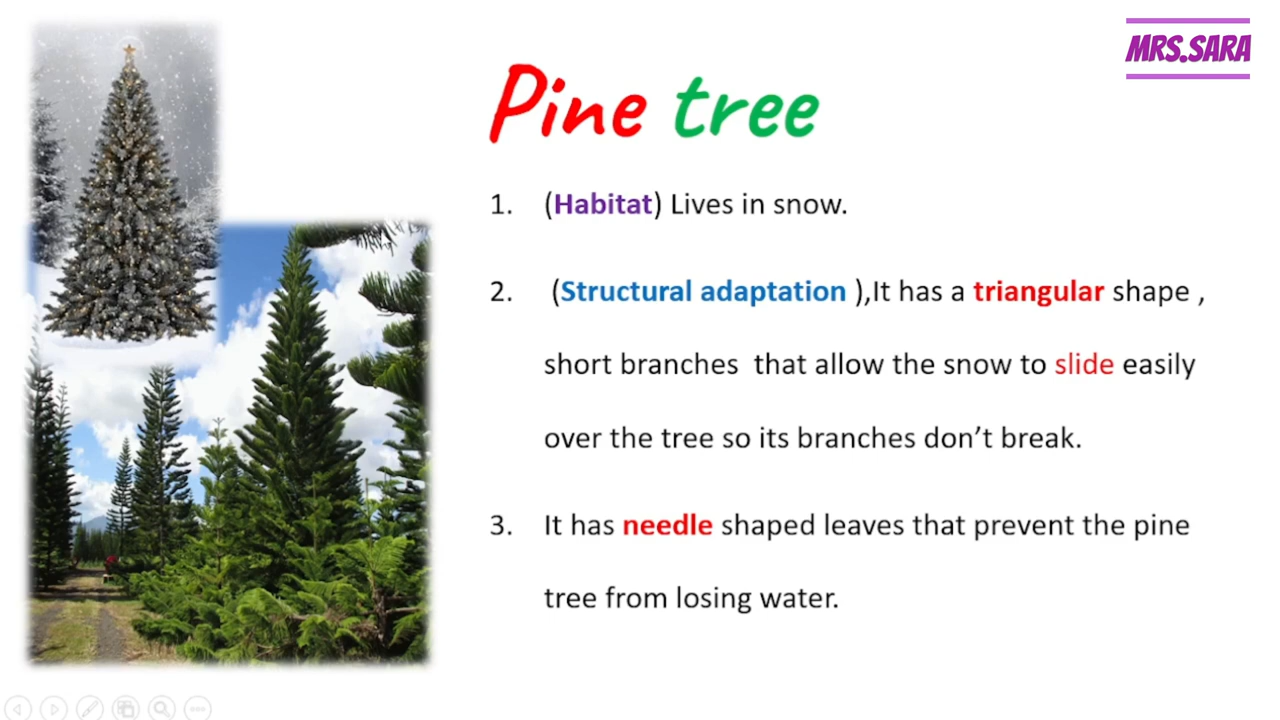 MRS.SARA
Pine tree
1. (Habitat) Lives in snow.
2. (Structural adaptation ),It has a triangular shape ,
short branches that allow the snow to slide easily
over the tree so its branches don’t break.
3. It has needle shaped leaves that prevent the pine
tree from losing water.